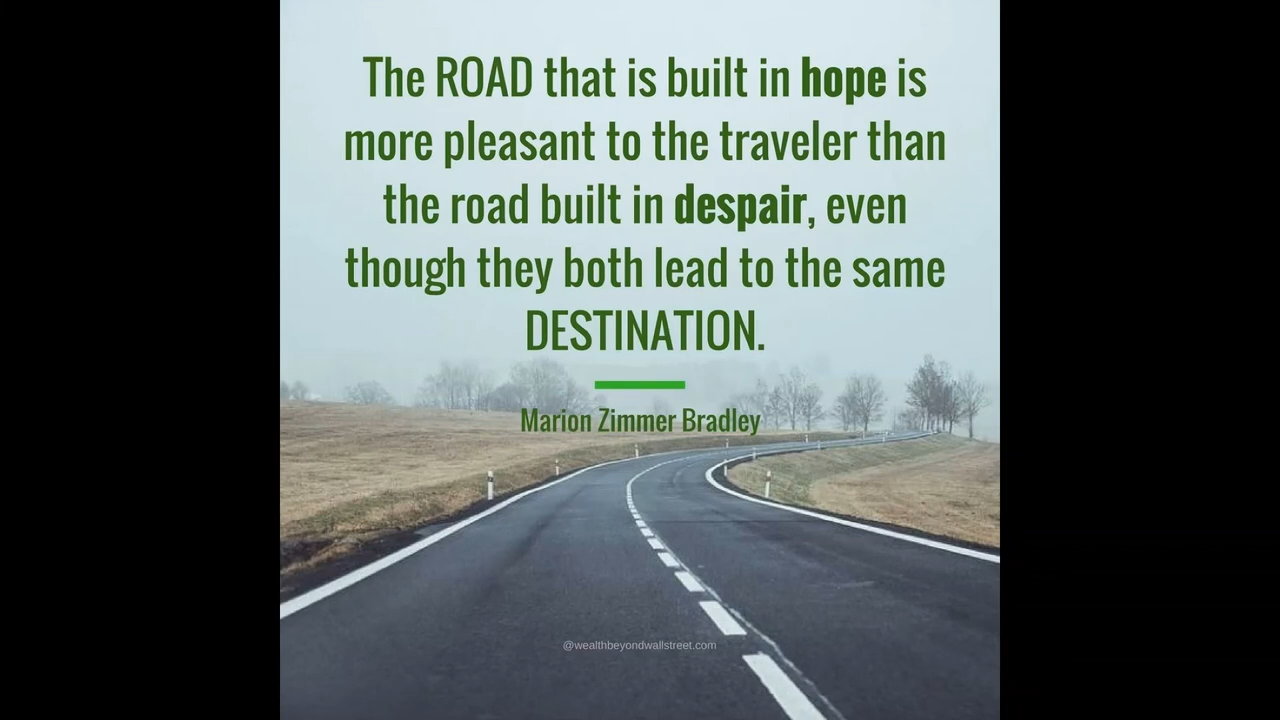 The ROAD that is built in hope is
more pleasant to the traveler than
the road built in despair, even
though they both lead to the same
DESTINATION.
Marion Zimmer Bradley
@wealthbeyondwallstreet.com